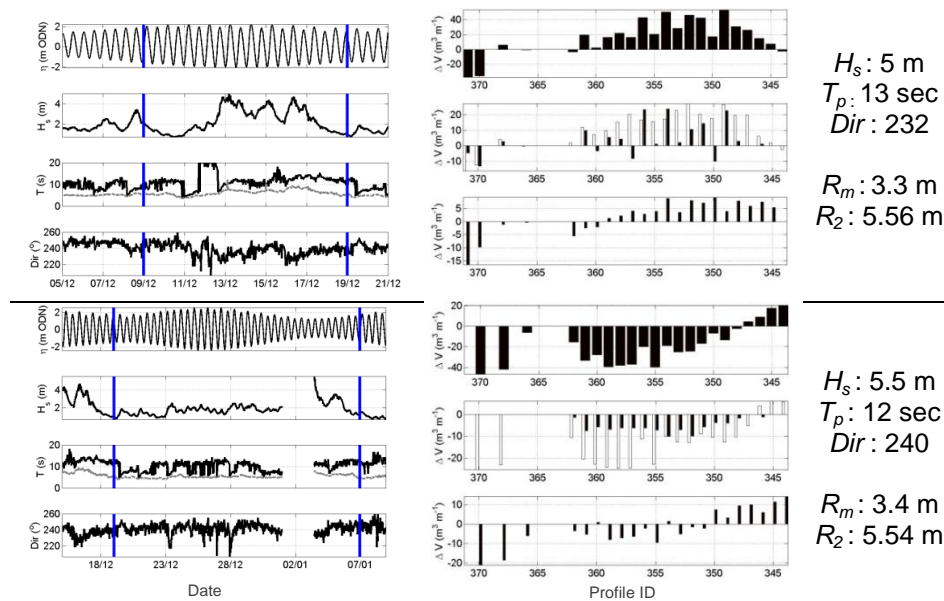 η (m ODN)
2
0
-2
H_s (m)
4
2
T (s)
20
10
0
Dir (°)
260
240
220
05/12 07/12 09/12 11/12 13/12 15/12 17/12 19/12 21/12
Δ V (m³ m⁻¹)
40
20
0
-20
370 365 360 355 350 345
Δ V (m³ m⁻¹)
20
10
0
-10
370 365 360 355 350 345
Δ V (m³ m⁻¹)
5
0
-5
-10
-15
370 365 360 355 350 345
H_s: 5 m
T_p: 13 sec
Dir : 232
R_m: 3.3 m
R_2: 5.56 m
η (m ODN)
2
0
-2
H_s (m)
4
2
T (s)
20
10
0
Dir (°)
260
240
220
18/12 23/12 28/12 02/01 07/01
Date
Δ V (m³ m⁻¹)
20
0
-20
-40
370 365 360 355 350 345
Δ V (m³ m⁻¹)
0
-10
-20
370 365 360 355 350 345
Δ V (m³ m⁻¹)
10
0
-10
-20
370 365 360 355 350 345
Profile ID
H_s: 5.5 m
T_p: 12 sec
Dir : 240
R_m: 3.4 m
R_2: 5.54 m